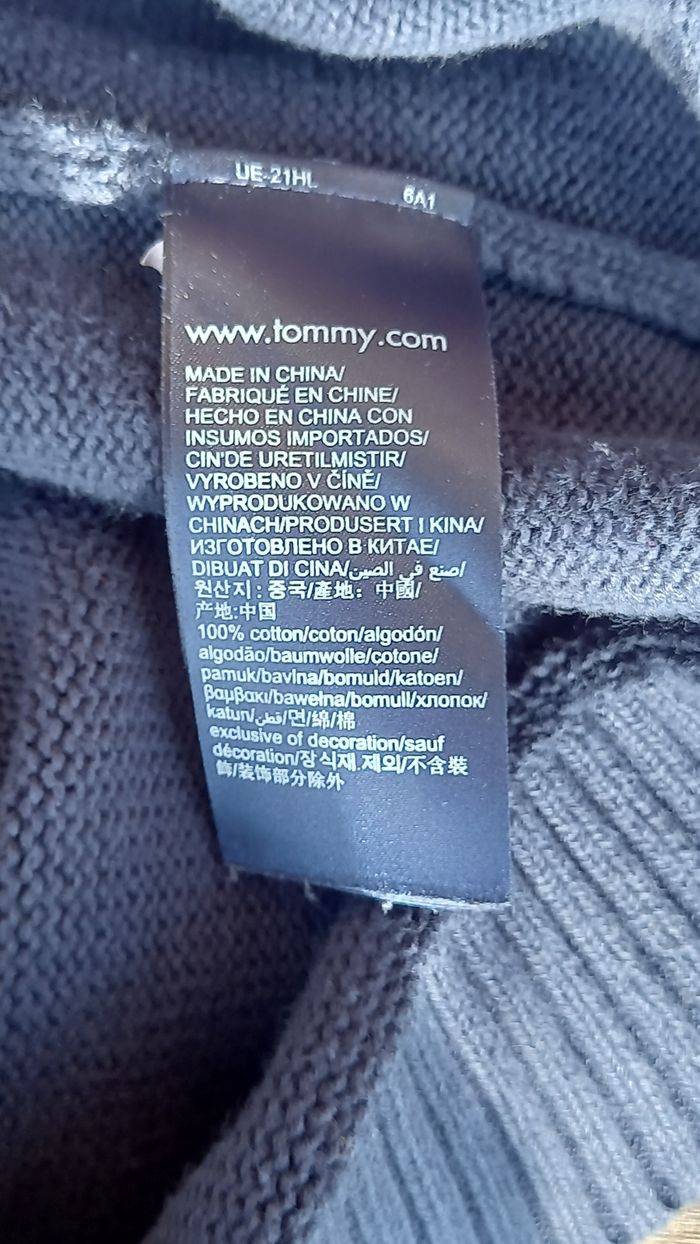 UE-21HL
6A1
www.tommy.com
MADE IN CHINA/
FABRIQUÉ EN CHINE/
HECHO EN CHINA CON
INSUMOS IMPORTADOS/
CIN'DE URETILMISTIR/
VYROBENO V ČÍNĚ/
WYPRODUKOWANO W
CHINACH/PRODUSERT I KINA/
ИЗГОТОВЛЕНО В КИТАЕ/
DIBUAT DI CINA/صنع في الصين/
원산지: 중국/產地: 中國/
产地:中国
100% cotton/coton/algodón/
algodão/baumwolle/cotone/
pamuk/bavlna/bomuld/katoen/
βαμβακι/bawełna/bomull/хлопок/
katun/قطن/면/綿/棉
exclusive of decoration/sauf
décoration/장식재.제외/不含裝
飾/装饰部分除外